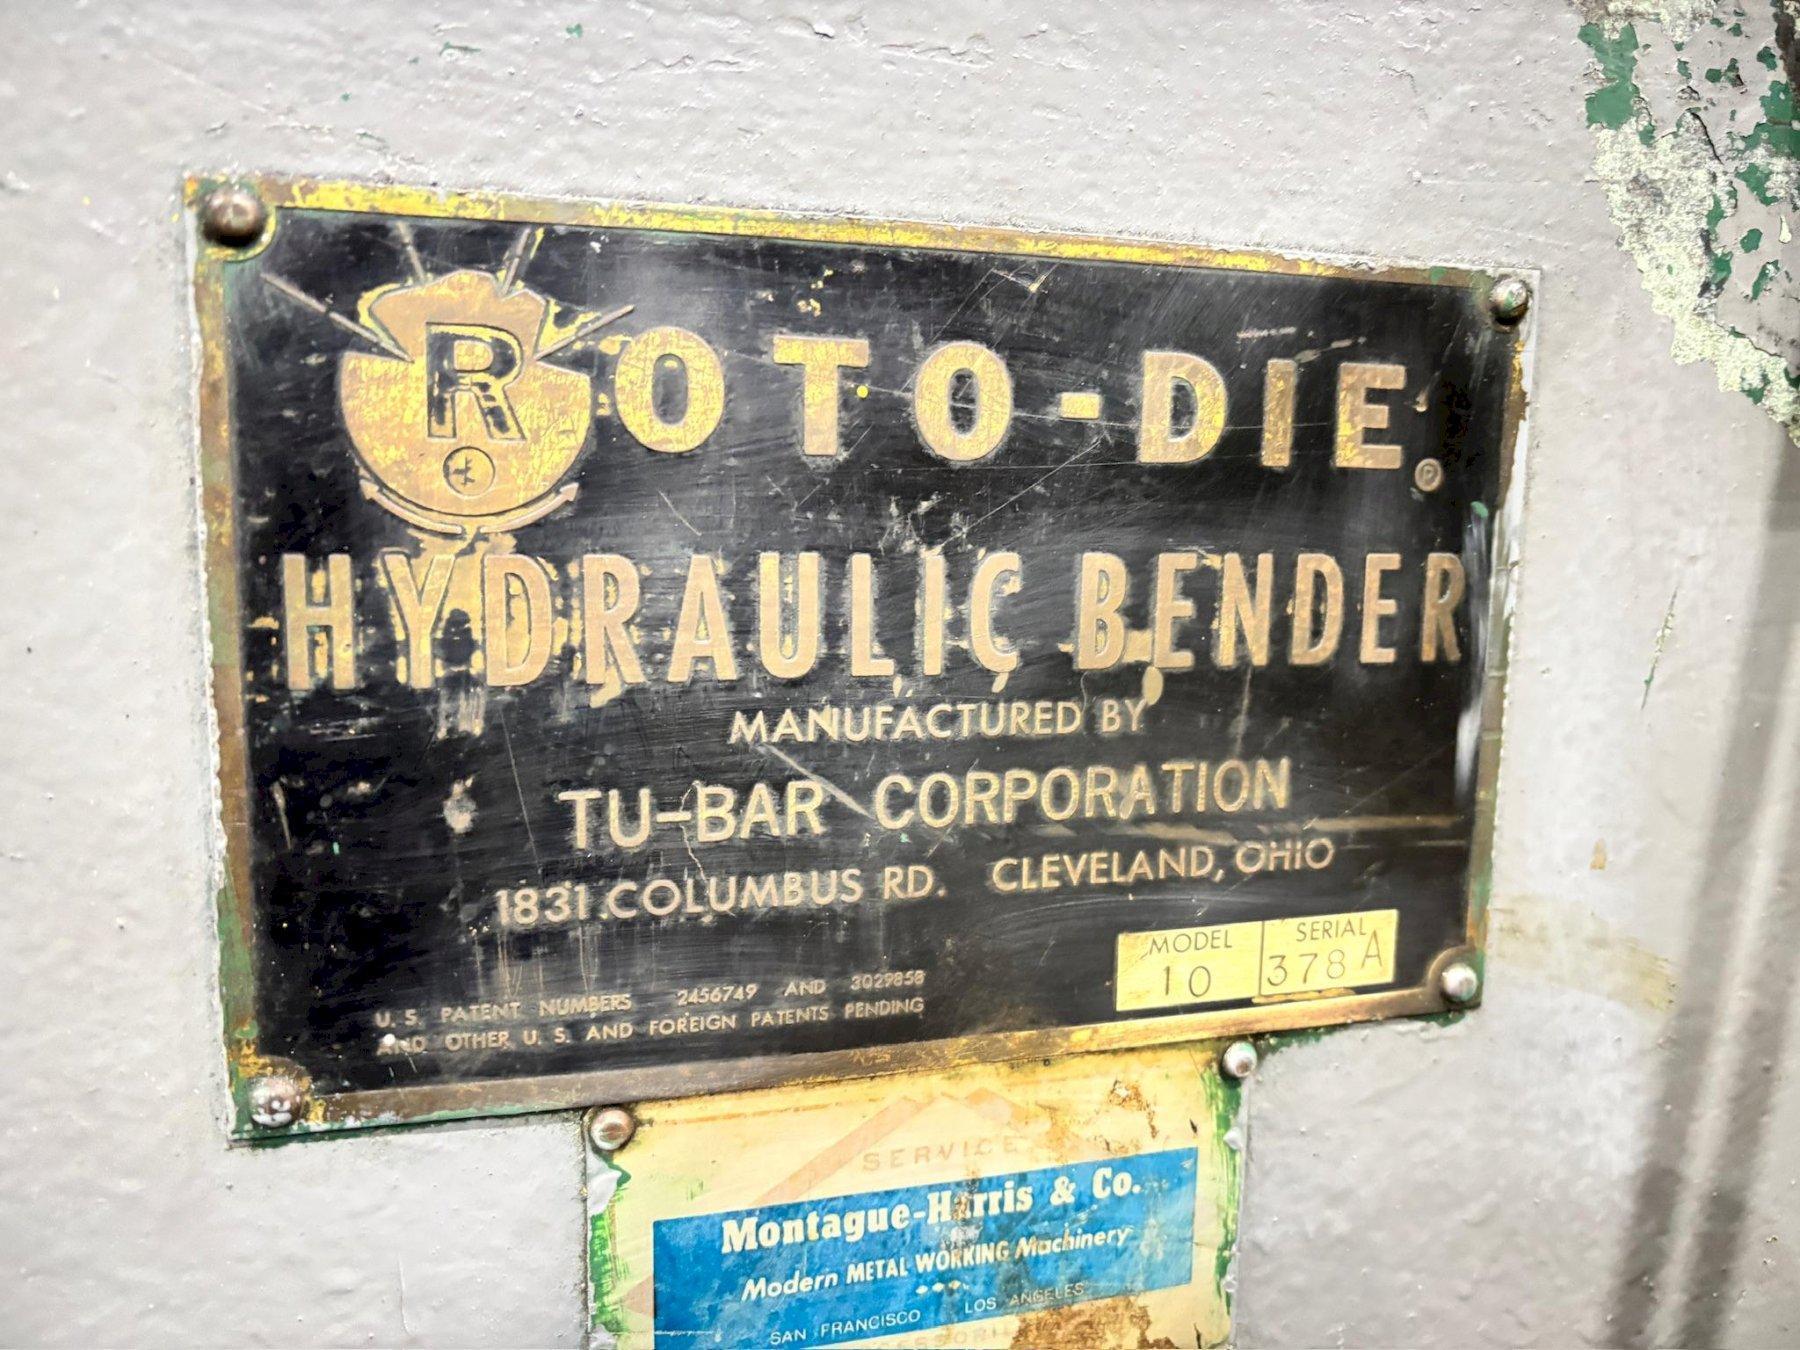 ROTO-DIE ®
HYDRAULIC BENDER
MANUFACTURED BY
TU-BAR CORPORATION
1831 COLUMBUS RD. CLEVELAND, OHIO
MODEL SERIAL
10 378 A
U. S. PATENT NUMBERS 2456749 AND 3029858
AND OTHER U. S. AND FOREIGN PATENTS PENDING
SERVICE
Montague-Harris & Co.
Modern METAL WORKING Machinery
SAN FRANCISCO LOS ANGELES